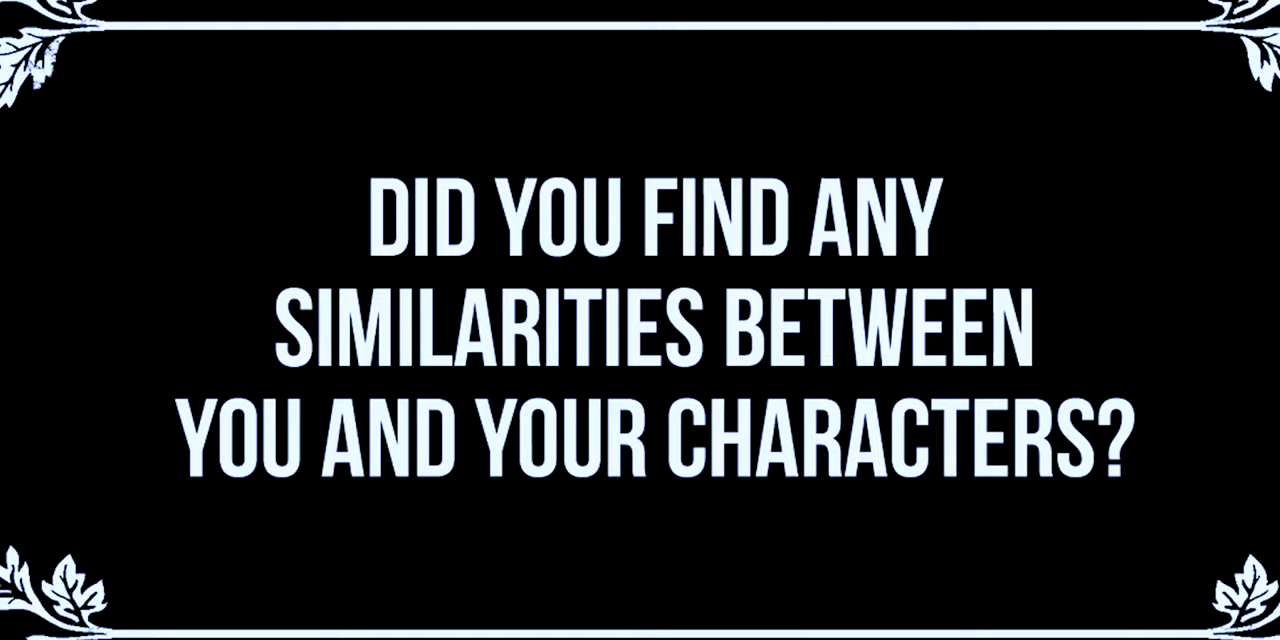 DID YOU FIND ANY
SIMILARITIES BETWEEN
YOU AND YOUR CHARACTERS?